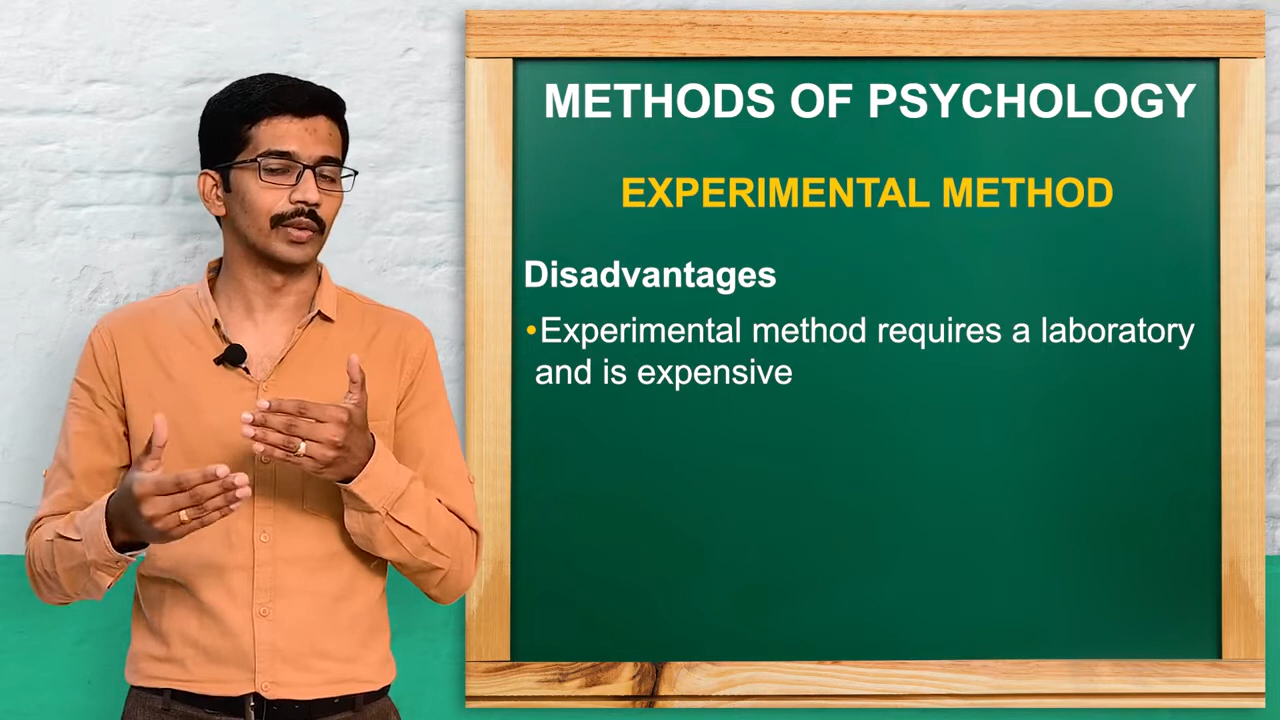 METHODS OF PSYCHOLOGY
EXPERIMENTAL METHOD
Disadvantages
•Experimental method requires a laboratory
and is expensive